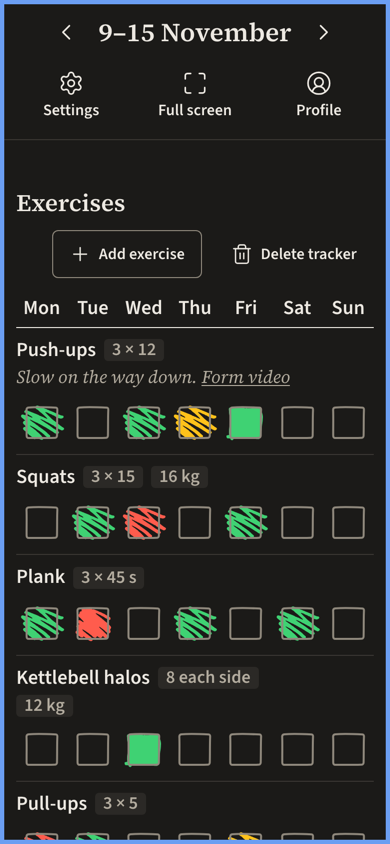 9–15 November
Settings Full screen Profile
Exercises
Add exercise Delete tracker
Mon Tue Wed Thu Fri Sat Sun
Push-ups 3 × 12
Slow on the way down. Form video
Squats 3 × 15 16 kg
Plank 3 × 45 s
Kettlebell halos 8 each side
12 kg
Pull-ups 3 × 5